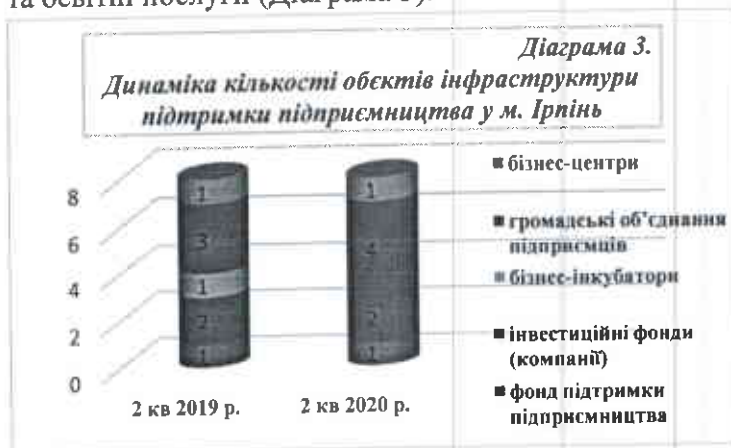 та освітні послуги (Діаграма 3).
Діаграма 3.
Динаміка кількості обєктів інфраструктури
підтримки підприємництва у м. Ірпінь
8
6
4
2
0
1
3
1
2
1
1
4
2
1
2 кв 2019 р.
2 кв 2020 р.
бізнес-центри
громадські об'єднання
підприємців
бізнес-інкубатори
інвестиційні фонди
(компанії)
фонд підтримки
підприємництва